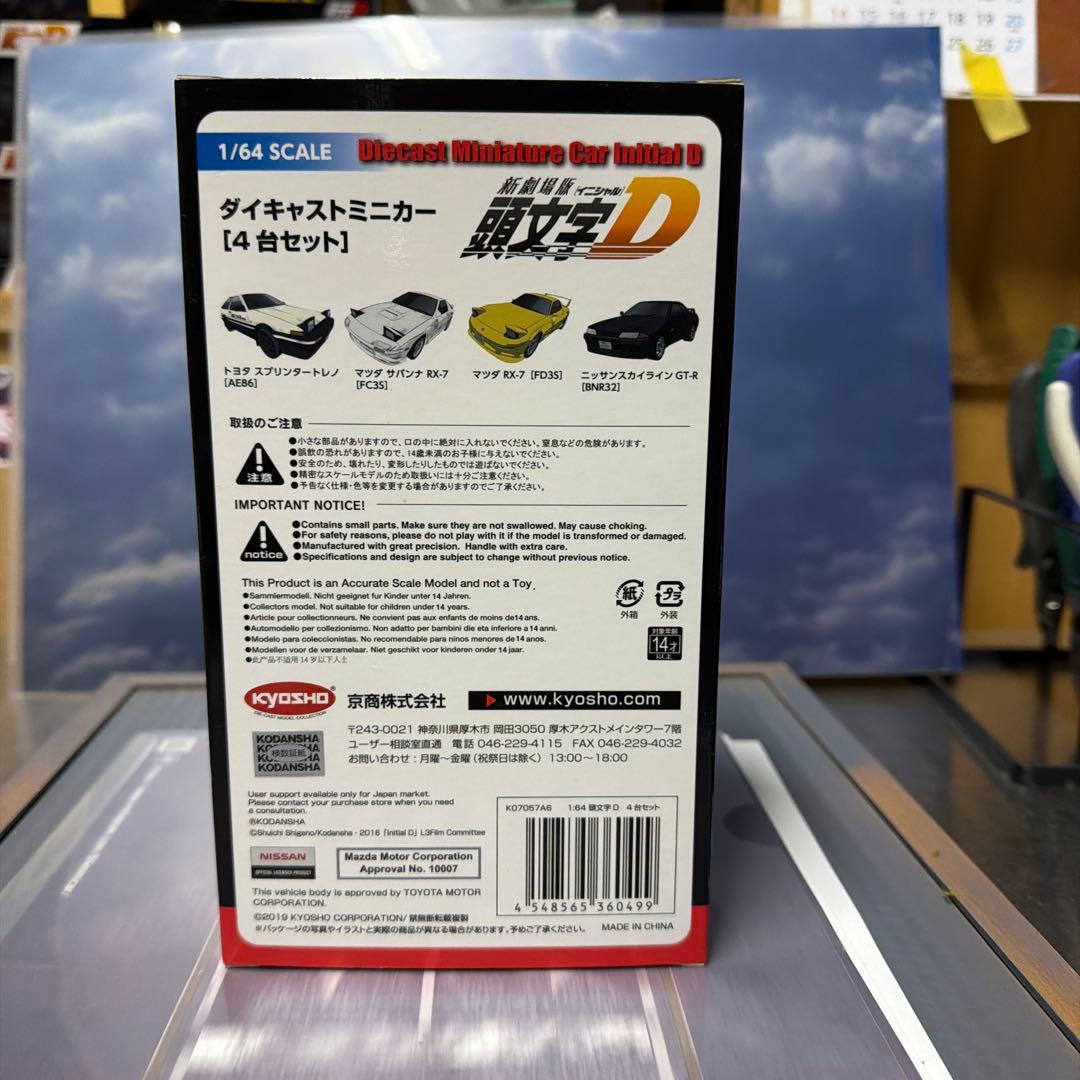 14 15 16 17 18 19 20
25 26 27
1/64 SCALE
Diecast Miniature Car Initial D
ダイキャストミニカー
[4 台セット]
新劇場版 [イニシャル]
頭文字D
トヨタ スプリンタートレノ
[AE86]
マツダ サバンナ RX-7
[FC3S]
マツダ RX-7 [FD3S]
ニッサンスカイライン GT-R
[BNR32]
取扱のご注意
注意
●小さな部品がありますので、口の中に絶対に入れないでください。窒息などの危険があります。
●誤飲の恐れがありますので、14歳未満のお子様に与えないでください。
●安全のため、壊れたり、変形したりしたものでは遊ばないでください。
●精密なスケールモデルのため取扱いには十分ご注意ください。
●予告なく仕様・色等を変更する場合がありますのでご了承ください。
IMPORTANT NOTICE!
notice
●Contains small parts. Make sure they are not swallowed. May cause choking.
●For safety reasons, please do not play with it if the model is transformed or damaged.
●Manufactured with great precision. Handle with extra care.
●Specifications and design are subject to change without previous notice.
This Product is an Accurate Scale Model and not a Toy.
●Sammlermodell. Nicht geeignet fur Kinder unter 14 Jahren.
●Collectors model. Not suitable for children under 14 years.
●Article pour collectionneurs. Ne convient pas aux enfants de moins de14 ans.
●Automodello per collezionismo. Non adatto per bambini die eta inferiore a 14 anni.
●Modelo para coleccionistas. No recomendable para ninos menores de 14 anos.
●Modellen voor de verzamelaar. Niet geschikt voor kinderen onder 14 jaar.
●此产品不适用 14 岁以下人士
紙
外箱
プラ
外装
対象年齢
14才
以上
KYOSHO
DIE-CAST MODEL COLLECTION
京商株式会社
www.kyosho.com
〒243-0021 神奈川県厚木市 岡田3050 厚木アクストメインタワー7階
ユーザー相談室直通 電話 046-229-4115 FAX 046-229-4032
お問い合わせ：月曜～金曜（祝祭日は除く）13:00～18:00
KODANSHA
検数証紙
KODANSHA
User support available only for Japan market.
Please contact your purchase store when you need
a consultation.
ⓇKODANSHA
©Shuichi Shigeno/Kodansha・2016「Initial D」L3Film Committee
NISSAN
OFFICIAL LICENSED PRODUCT
Mazda Motor Corporation
Approval No. 10007
This vehicle body is approved by TOYOTA MOTOR
CORPORATION.
©2019 KYOSHO CORPORATION/ 禁無断転載複製
※パッケージの写真やイラストと実際の商品が異なる場合があります。予めご了承ください。
K07057A6 1:64 頭文字 D 4 台セット
4 548565 360499
MADE IN CHINA